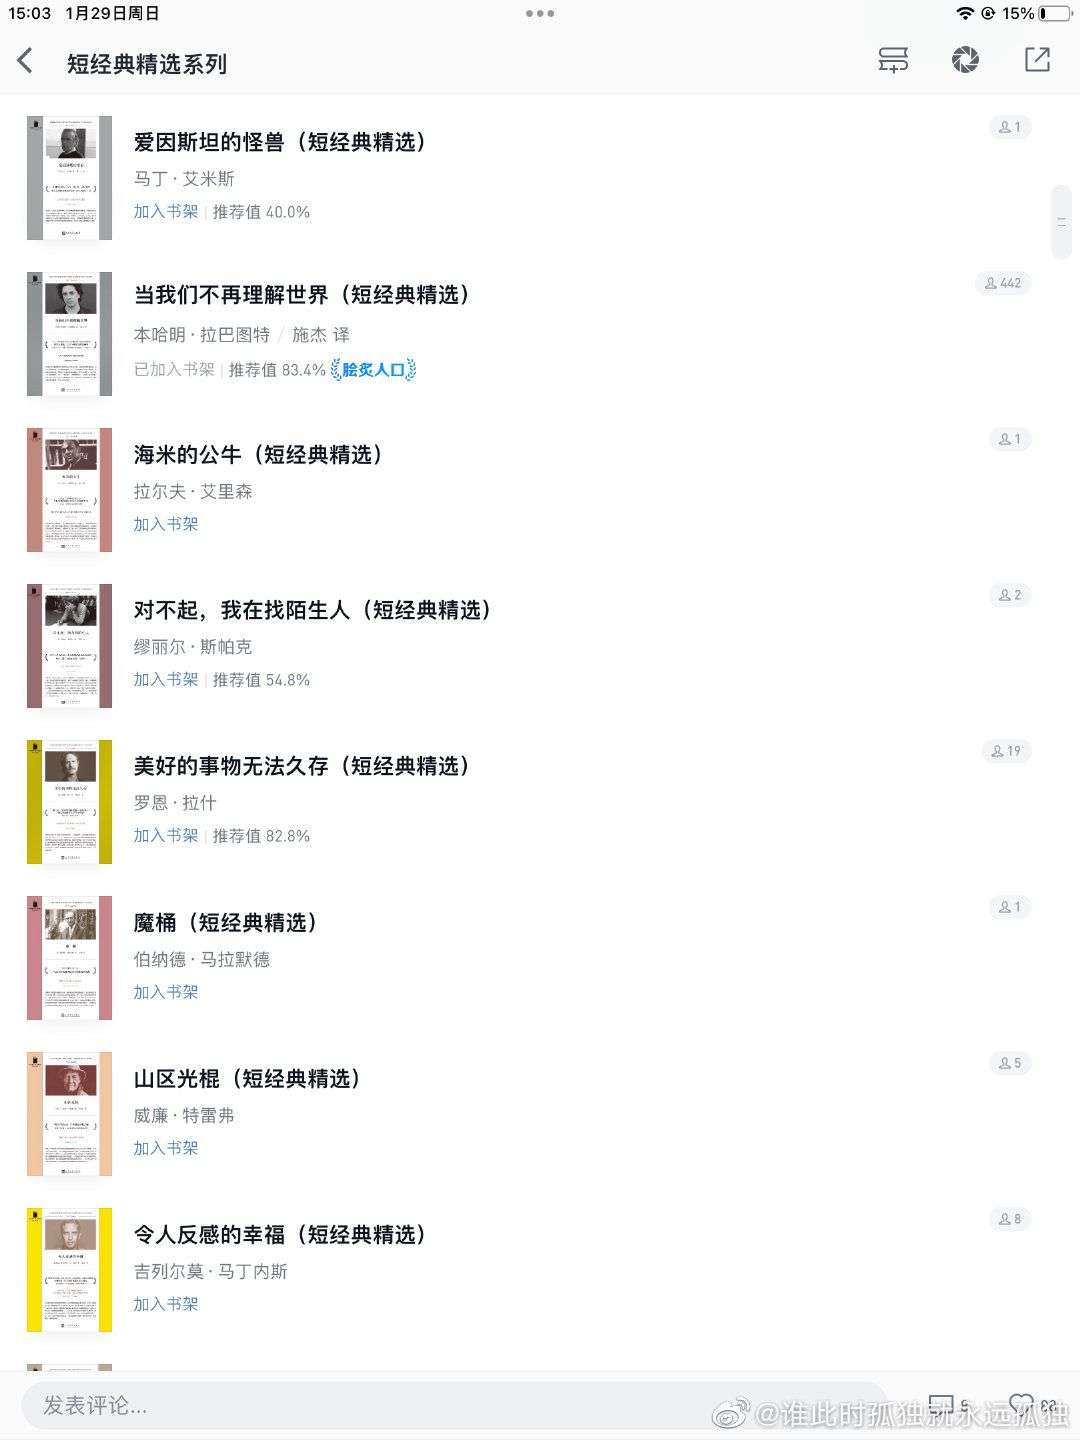 15:03 1月29日周日
15%
短经典精选系列
爱因斯坦的怪兽（短经典精选）
1
马丁·艾米斯
加入书架 | 推荐值 40.0%
当我们不再理解世界（短经典精选）
442
本哈明·拉巴图特 / 施杰 译
已加入书架 | 推荐值 83.4% 脍炙人口
海米的公牛（短经典精选）
1
拉尔夫·艾里森
加入书架
对不起，我在找陌生人（短经典精选）
2
缪丽尔·斯帕克
加入书架 | 推荐值 54.8%
美好的事物无法久存（短经典精选）
19
罗恩·拉什
加入书架 | 推荐值 82.8%
魔桶（短经典精选）
1
伯纳德·马拉默德
加入书架
山区光棍（短经典精选）
5
威廉·特雷弗
加入书架
令人反感的幸福（短经典精选）
8
吉列尔莫·马丁内斯
加入书架
发表评论...
@谁此时孤独就永远孤独